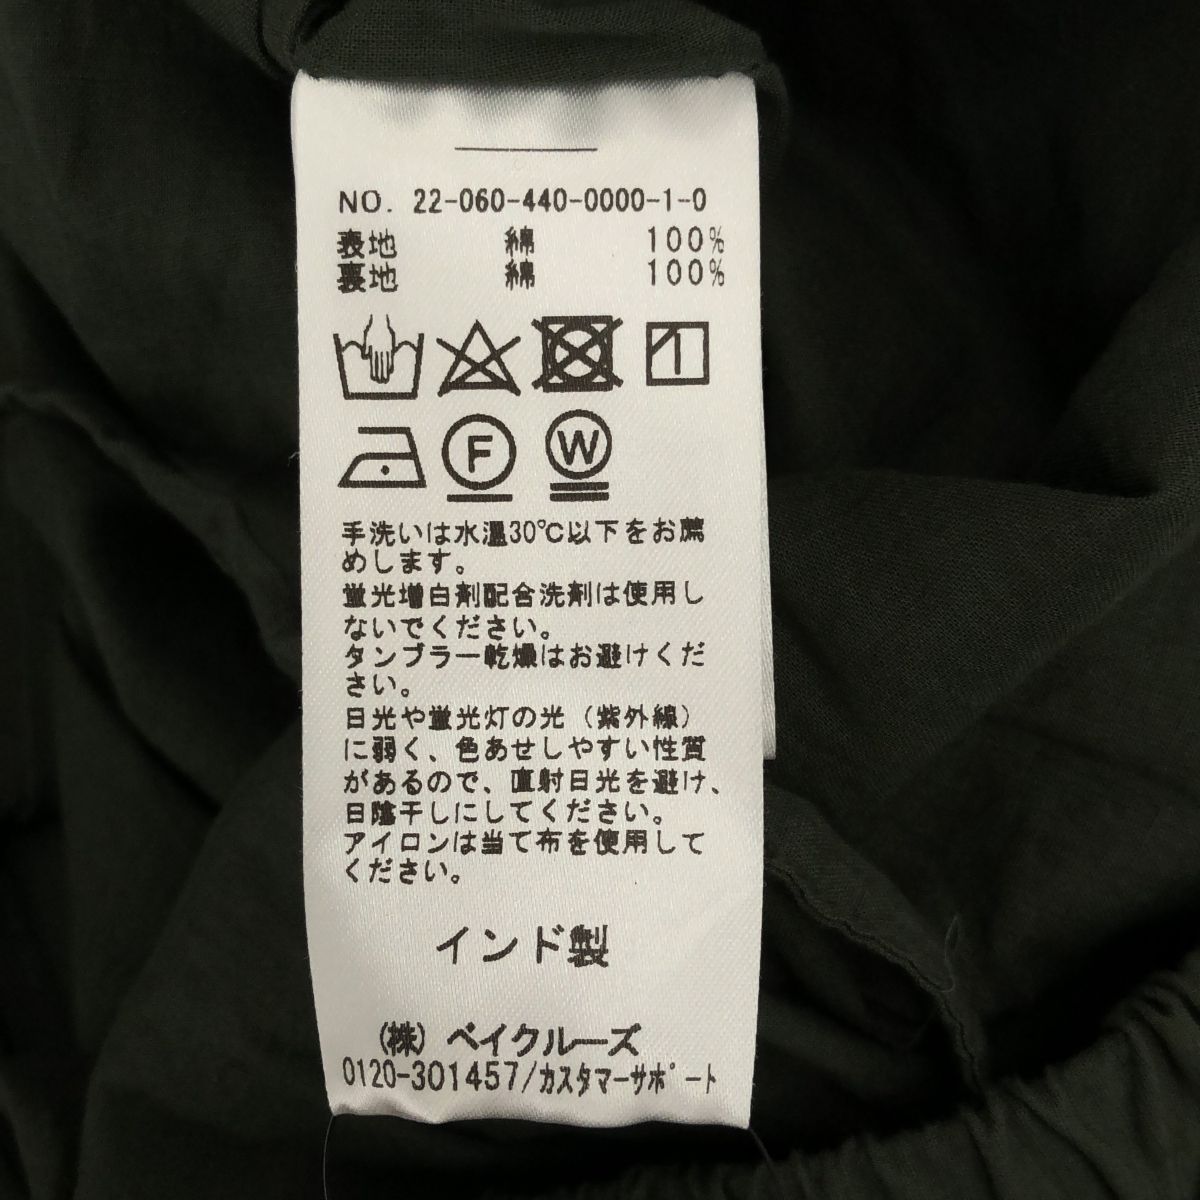 NO. 22-060-440-0000-1-0
表地 綿 100%
裏地 綿 100%
F W
手洗いは水温30℃以下をお薦
めします。
蛍光増白剤配合洗剤は使用し
ないでください。
タンブラー乾燥はお避けくだ
さい。
日光や蛍光灯の光(紫外線)
に弱く、色あせしやすい性質
があるので、直射日光を避け、
日陰干しにしてください。
アイロンは当て布を使用して
ください。
インド製
(株)ベイクルーズ
0120-301457/カスタマーサポート